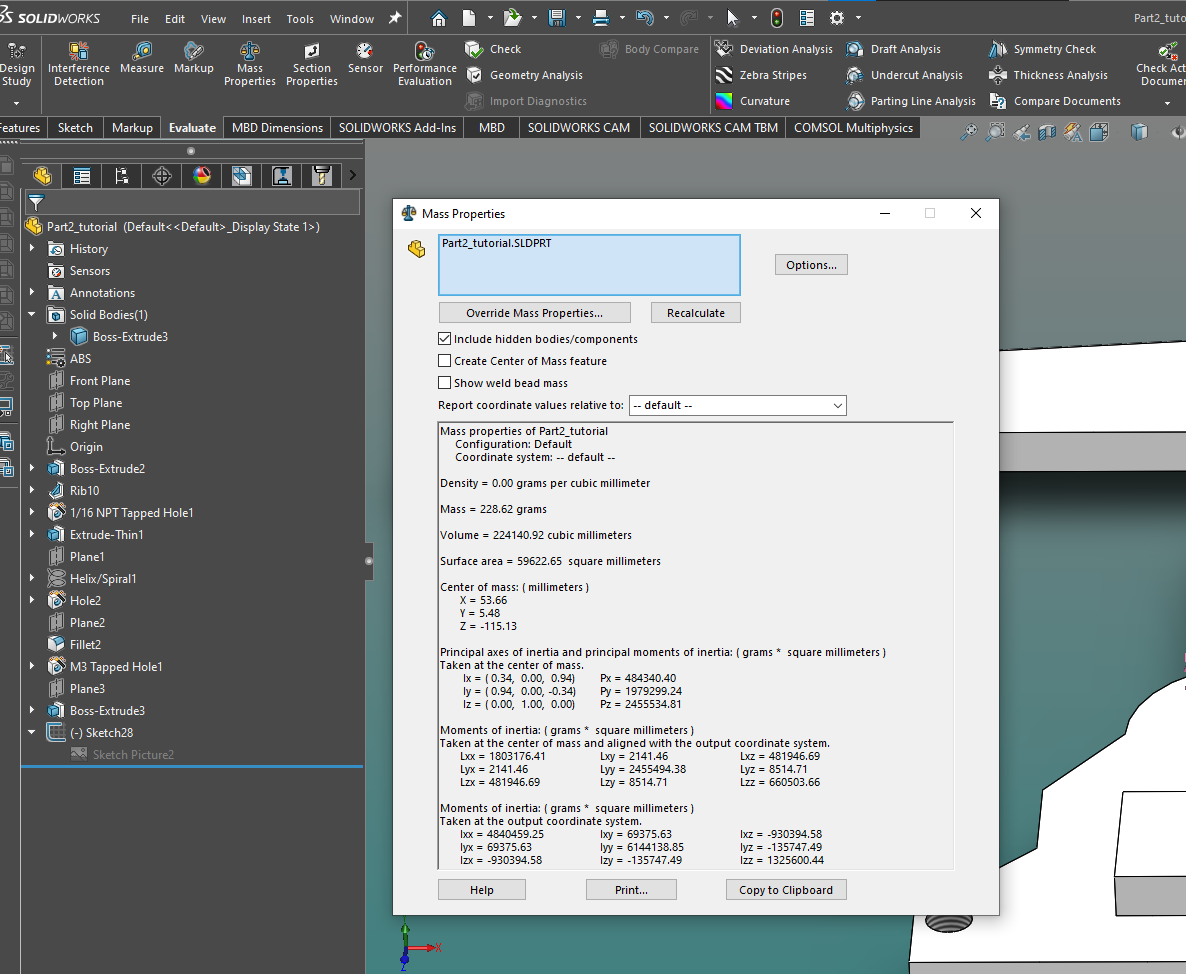 SOLIDWORKS File Edit View Insert Tools Window Part2_tuto
Design Study
Interference Detection
Measure
Markup
Mass Properties
Section Properties
Sensor
Performance Evaluation
Check
Geometry Analysis
Import Diagnostics
Body Compare
Deviation Analysis
Zebra Stripes
Curvature
Draft Analysis
Undercut Analysis
Parting Line Analysis
Symmetry Check
Thickness Analysis
Compare Documents
Check Act
Documen
eatures Sketch Markup Evaluate MBD Dimensions SOLIDWORKS Add-Ins MBD SOLIDWORKS CAM SOLIDWORKS CAM TBM COMSOL Multiphysics
Part2_tutorial (Default<<Default>_Display State 1>)
History
Sensors
Annotations
Solid Bodies(1)
Boss-Extrude3
ABS
Front Plane
Top Plane
Right Plane
Origin
Boss-Extrude2
Rib10
1/16 NPT Tapped Hole1
Extrude-Thin1
Plane1
Helix/Spiral1
Hole2
Plane2
Fillet2
M3 Tapped Hole1
Plane3
Boss-Extrude3
(-) Sketch28
Sketch Picture2
Mass Properties
Part2_tutorial.SLDPRT
Options...
Override Mass Properties... Recalculate
Include hidden bodies/components
Create Center of Mass feature
Show weld bead mass
Report coordinate values relative to: -- default --
Mass properties of Part2_tutorial
Configuration: Default
Coordinate system: -- default --
Density = 0.00 grams per cubic millimeter
Mass = 228.62 grams
Volume = 224140.92 cubic millimeters
Surface area = 59622.65 square millimeters
Center of mass: ( millimeters )
X = 53.66
Y = 5.48
Z = -115.13
Principal axes of inertia and principal moments of inertia: ( grams * square millimeters )
Taken at the center of mass.
Ix = ( 0.34, 0.00, 0.94) Px = 484340.40
Iy = ( 0.94, 0.00, -0.34) Py = 1979299.24
Iz = ( 0.00, 1.00, 0.00) Pz = 2455534.81
Moments of inertia: ( grams * square millimeters )
Taken at the center of mass and aligned with the output coordinate system.
Lxx = 1803176.41 Lxy = 2141.46 Lxz = 481946.69
Lyx = 2141.46 Lyy = 2455494.38 Lyz = 8514.71
Lzx = 481946.69 Lzy = 8514.71 Lzz = 660503.66
Moments of inertia: ( grams * square millimeters )
Taken at the output coordinate system.
Ixx = 4840459.25 Ixy = 69375.63 Ixz = -930394.58
Iyx = 69375.63 Iyy = 6144138.85 Iyz = -135747.49
Izx = -930394.58 Izy = -135747.49 Izz = 1325600.44
Help Print... Copy to Clipboard
X
Z